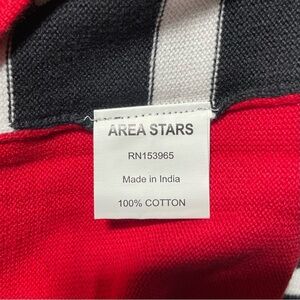 AREA STARS
RN153965
Made in India
100% COTTON